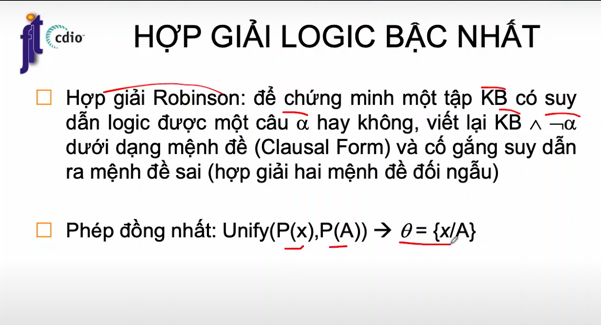 fit cdio
HỢP GIẢI LOGIC BẬC NHẤT
Hợp giải Robinson: để chứng minh một tập KB có suy
dẫn logic được một câu α hay không, viết lại KB ∧ ¬α
dưới dạng mệnh đề (Clausal Form) và cố gắng suy dẫn
ra mệnh đề sai (hợp giải hai mệnh đề đối ngẫu)
Phép đồng nhất: Unify(P(x),P(A)) → θ = {x/A}